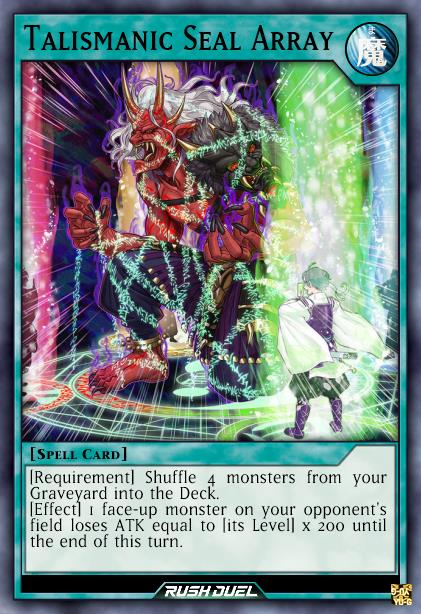 Talismanic Seal Array
ま
魔
[Spell Card]
[Requirement] Shuffle 4 monsters from your
Graveyard into the Deck.
[Effect] 1 face-up monster on your opponent's
field loses ATK equal to [its Level] x 200 until
the end of this turn.
RUSH DUEL